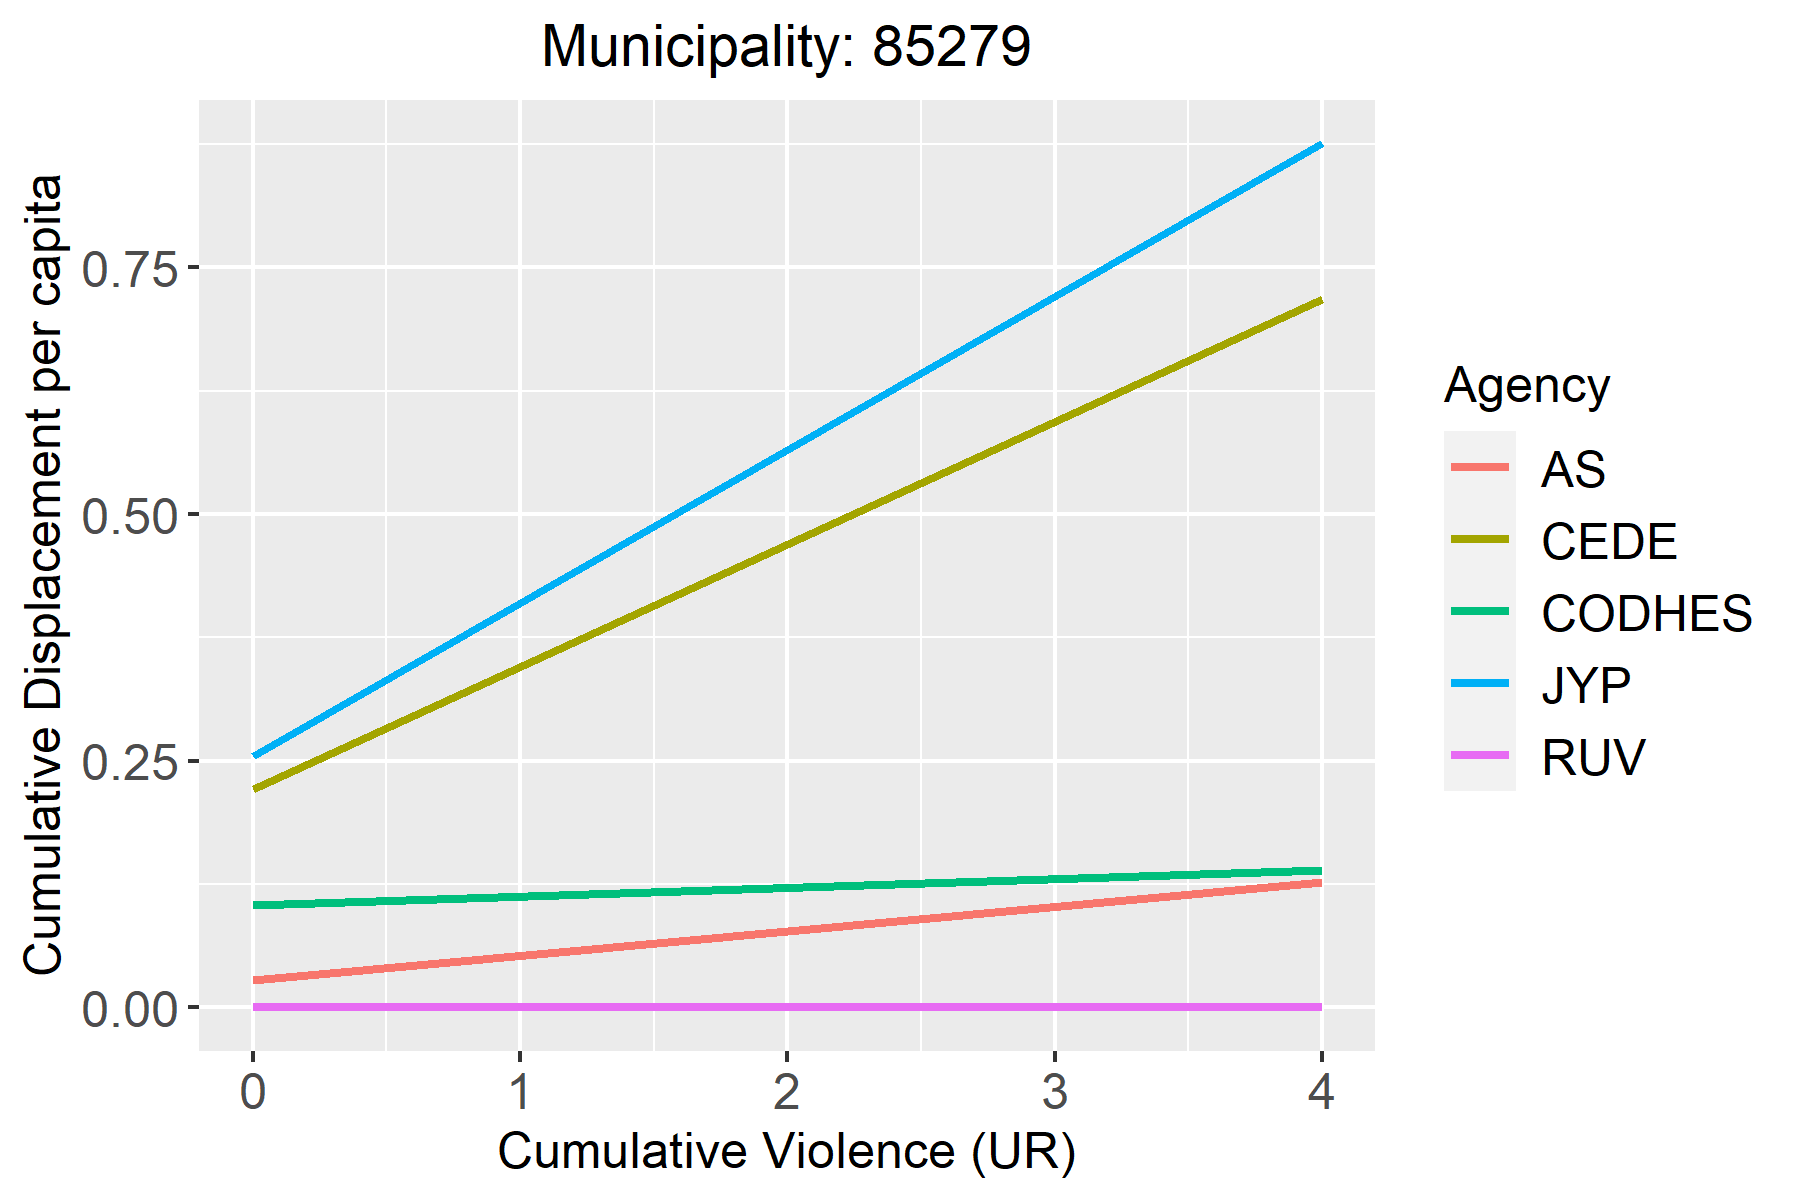 Municipality: 85279
Cumulative Displacement per capita
0.75
0.50
0.25
0.00
0 1 2 3 4
Cumulative Violence (UR)
Agency
AS
CEDE
CODHES
JYP
RUV